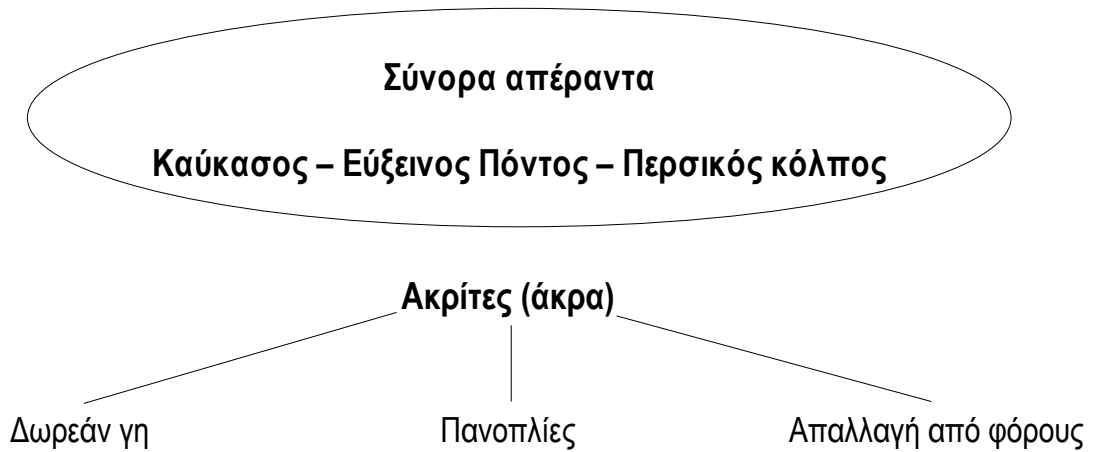 Σύνορα απέραντα
Καύκασος – Εύξεινος Πόντος – Περσικός κόλπος
Ακρίτες (άκρα)
Δωρεάν γη Πανοπλίες Απαλλαγή από φόρους